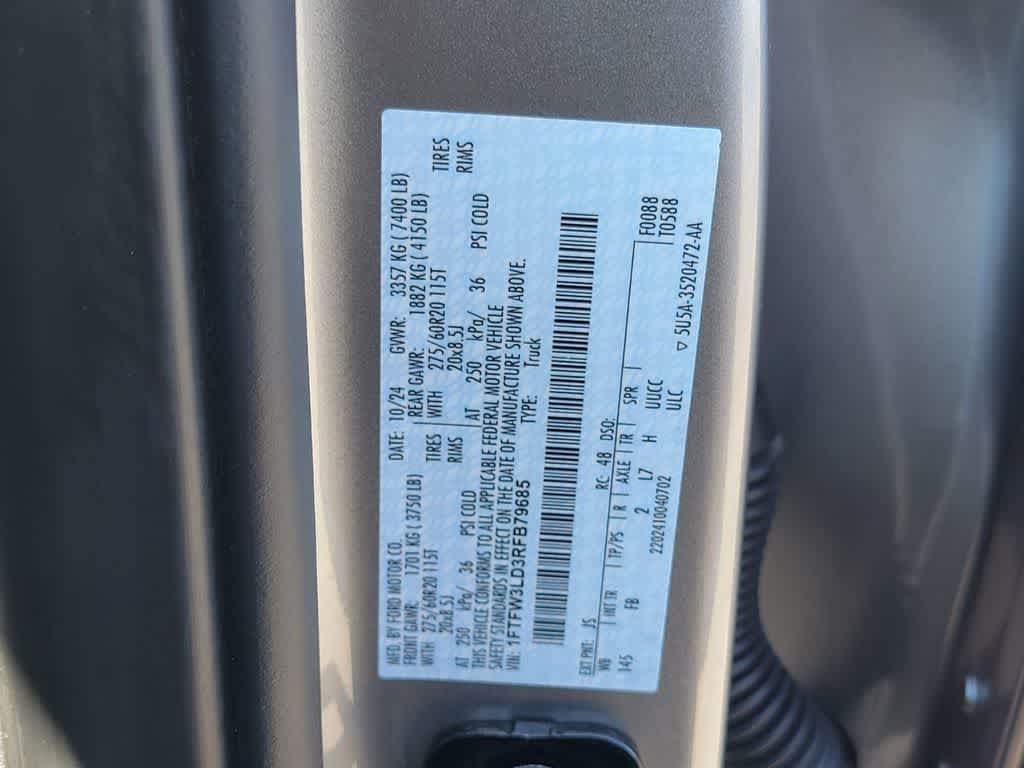 MFD. BY FORD MOTOR CO. DATE: 10/24 GVWR: 3357 KG ( 7400 LB)
FRONT GAWR: 1701 KG ( 3750 LB) REAR GAWR: 1882 KG ( 4150 LB)
WITH 275/60R20 115T TIRES WITH 275/60R20 115T TIRES
20x8.5J RIMS 20x8.5J RIMS
AT 250 kPa/ 36 PSI COLD AT 250 kPa/ 36 PSI COLD
THIS VEHICLE CONFORMS TO ALL APPLICABLE FEDERAL MOTOR VEHICLE
SAFETY STANDARDS IN EFFECT ON THE DATE OF MANUFACTURE SHOWN ABOVE.
VIN: 1FTFW3LD3RFB79685 TYPE: Truck
EXT PNT: JS RC: 48 DSO: F0088
WB INT TR TP/PS R AXLE TR SPR T0588
145 FB 2 L7 H UUCC
2202410040702 ULC ▽ 5U5A-3520472-AA